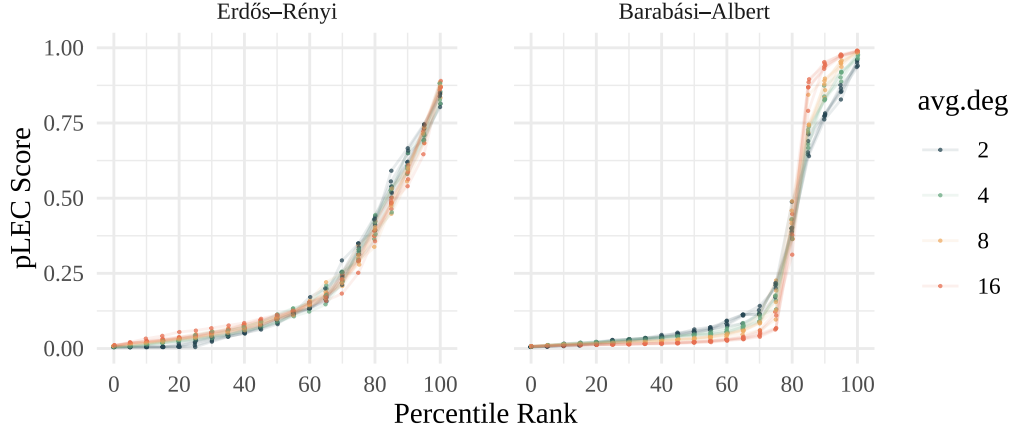 Erdős–Rényi
Barabási–Albert
pLEC Score
1.00
0.75
0.50
0.25
0.00
0 20 40 60 80 100
0 20 40 60 80 100
Percentile Rank
avg.deg
2
4
8
16